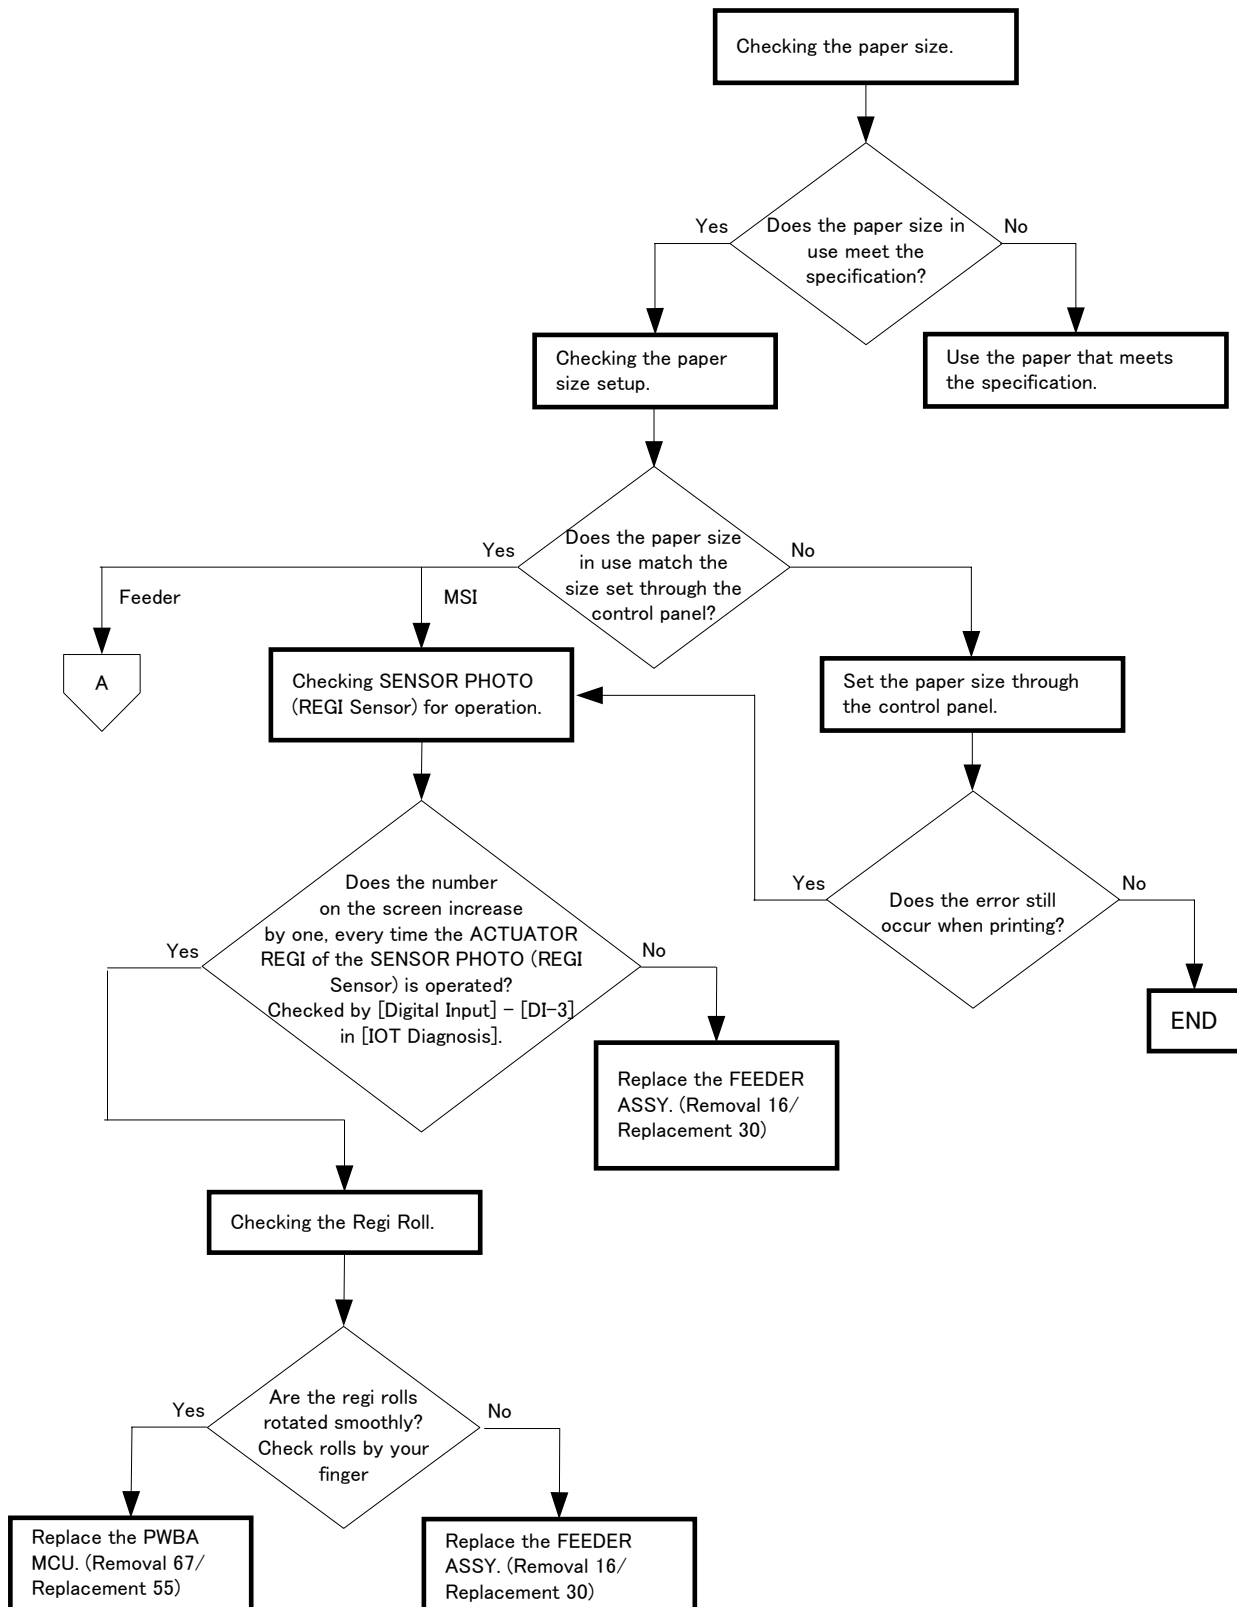 Checking the paper size.
Yes
Does the paper size in
use meet the
specification?
No
Checking the paper
size setup.
Use the paper that meets
the specification.
Yes
Does the paper size
in use match the
size set through the
control panel?
No
Feeder
MSI
A
Checking SENSOR PHOTO
(REGI Sensor) for operation.
Set the paper size through
the control panel.
Yes
Does the number
on the screen increase
by one, every time the ACTUATOR
REGI of the SENSOR PHOTO (REGI
Sensor) is operated?
Checked by [Digital Input] - [DI-3]
in [IOT Diagnosis].
No
Yes
Does the error still
occur when printing?
No
END
Replace the FEEDER
ASSY. (Removal 16/
Replacement 30)
Checking the Regi Roll.
Yes
Are the regi rolls
rotated smoothly?
Check rolls by your
finger
No
Replace the PWBA
MCU. (Removal 67/
Replacement 55)
Replace the FEEDER
ASSY. (Removal 16/
Replacement 30)